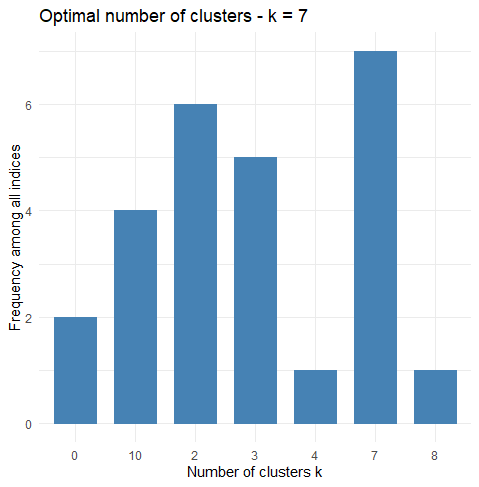 Optimal number of clusters - k = 7
Frequency among all indices
6
4
2
0
0 10 2 3 4 7 8
Number of clusters k